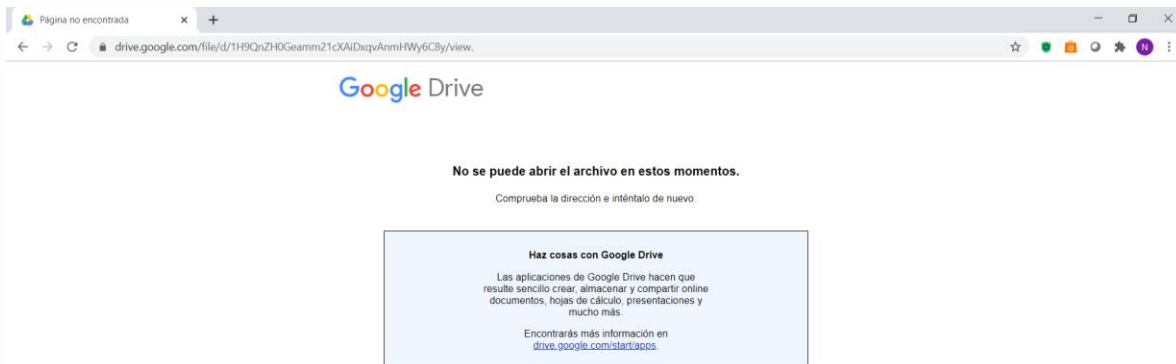 Página no encontrada
drive.google.com/file/d/1H9QnZH0Geamm21cXAiDxqvAnmHWy6C8y/view.
N
Google Drive
No se puede abrir el archivo en estos momentos.
Comprueba la dirección e inténtalo de nuevo.
Haz cosas con Google Drive
Las aplicaciones de Google Drive hacen que
resulte sencillo crear, almacenar y compartir online
documentos, hojas de cálculo, presentaciones y
mucho más.
Encontrarás más información en
drive.google.com/start/apps.